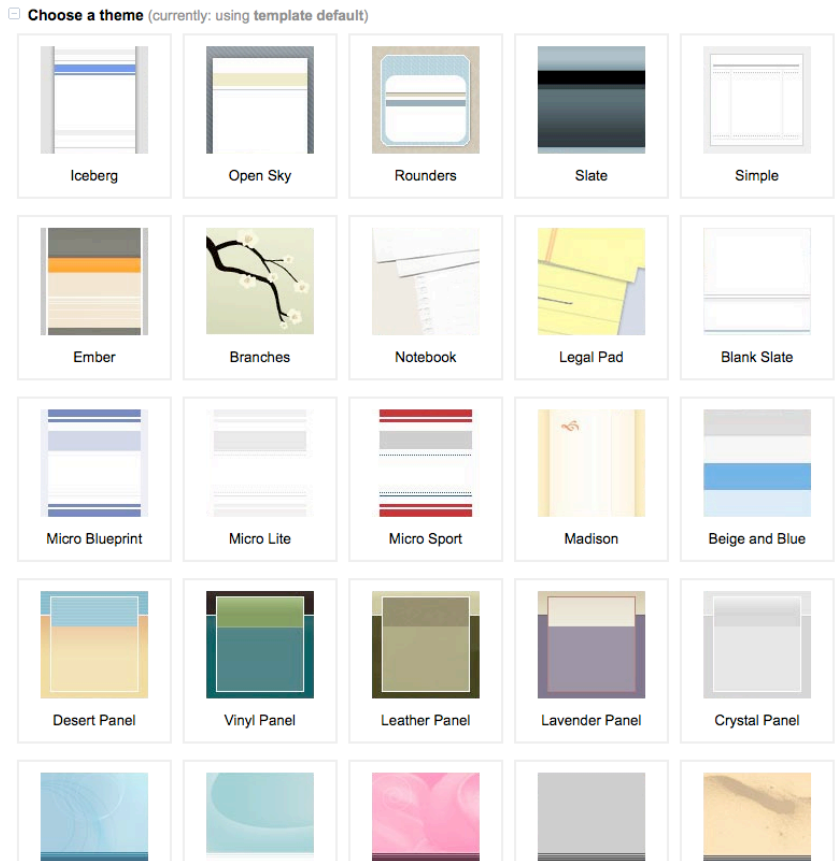 Choose a theme (currently: using template default)
Iceberg
Open Sky
Rounders
Slate
Simple
Ember
Branches
Notebook
Legal Pad
Blank Slate
Micro Blueprint
Micro Lite
Micro Sport
Madison
Beige and Blue
Desert Panel
Vinyl Panel
Leather Panel
Lavender Panel
Crystal Panel